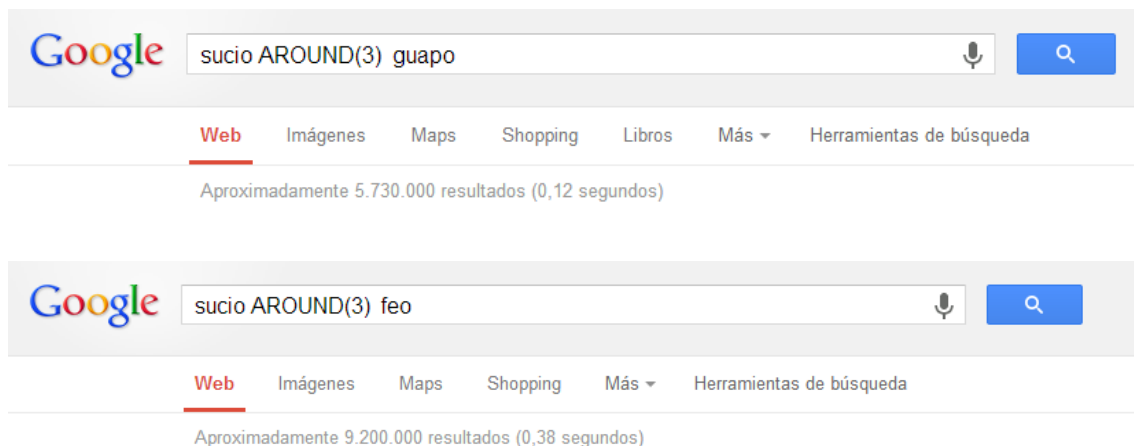 Google sucio AROUND(3) guapo
Web Imágenes Maps Shopping Libros Más Herramientas de búsqueda
Aproximadamente 5.730.000 resultados (0,12 segundos)
Google sucio AROUND(3) feo
Web Imágenes Maps Shopping Más Herramientas de búsqueda
Aproximadamente 9.200.000 resultados (0,38 segundos)